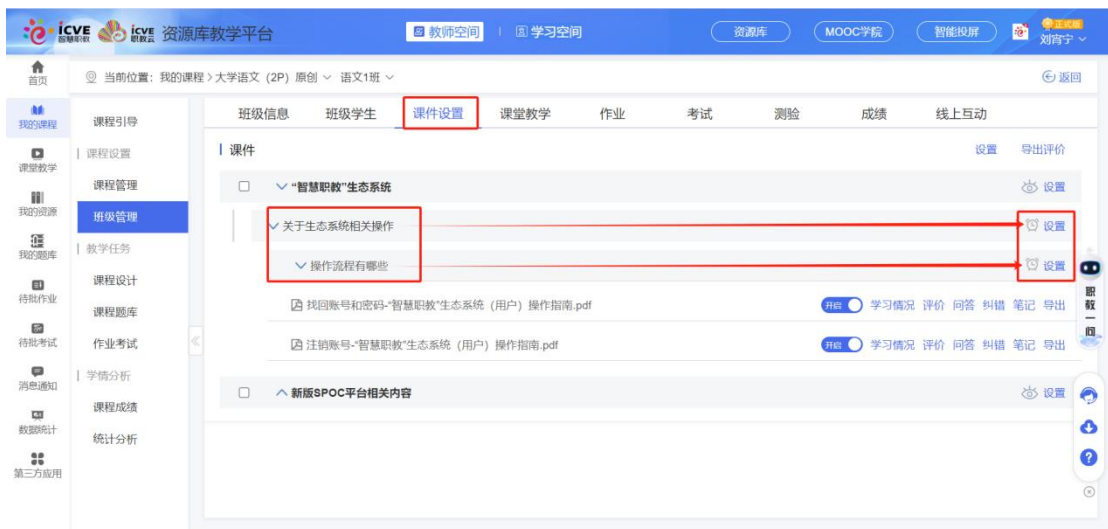 icve 智慧职教 icve 职教云 资源库教学平台 教师空间 学习空间 资源库 MOOC学院 智能投屏 正式版 刘宵宁
首页 当前位置：我的课程>大学语文（2P）原创 语文1班 返回
我的课程 课程引导 班级信息 班级学生 课件设置 课堂教学 作业 考试 测验 成绩 线上互动
课堂教学 课程设置 课件 设置 导出评价
我的资源 课程管理 “智慧职教”生态系统 设置
班级管理 关于生态系统相关操作 设置
我的题库 教学任务 操作流程有哪些 设置
待批作业 课程设计 找回账号和密码-“智慧职教”生态系统（用户）操作指南.pdf 开启 学习情况 评价 问答 纠错 笔记 导出
课程题库
待批考试 作业考试 注销账号-“智慧职教”生态系统（用户）操作指南.pdf 开启 学习情况 评价 问答 纠错 笔记 导出
消息通知 学情分析
课程成绩 新版SPOC平台相关内容 设置
数据统计 统计分析
第三方应用
职教一问